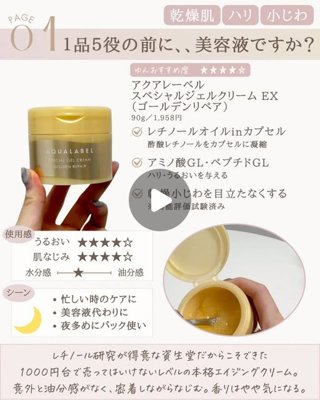 PAGE
01
乾燥肌 ハリ 小じわ
1品5役の前に、、美容液ですか?
ゆんおすすめ度 ★★★★☆
アクアレーベル
スペシャルジェルクリーム EX
(ゴールデンリペア)
90g/1,958円
AQUALABEL
SPECIAL GEL CREAM
GOLDEN REPAIR
レチノールオイルinカプセル
酢酸レチノールをカプセルに凝縮
アミノ酸GL・ペプチドGL
ハリ・うるおいを与える
燥小じわを目立たなくする
能評価試験済み
使用感
うるおい ★★★★☆
肌なじみ ★★★★☆
水分感 ★ 油分感
シーン
• 忙しい時のケアに
• 美容液代わりに
• 夜多めにパック使い
レチノール研究が得意な資生堂だからこそできた
1000円台で売ってはいけないレベルの本格エイジングクリーム。
意外と油分感がなく、密着しながらなじむ。香りはやや気になる。